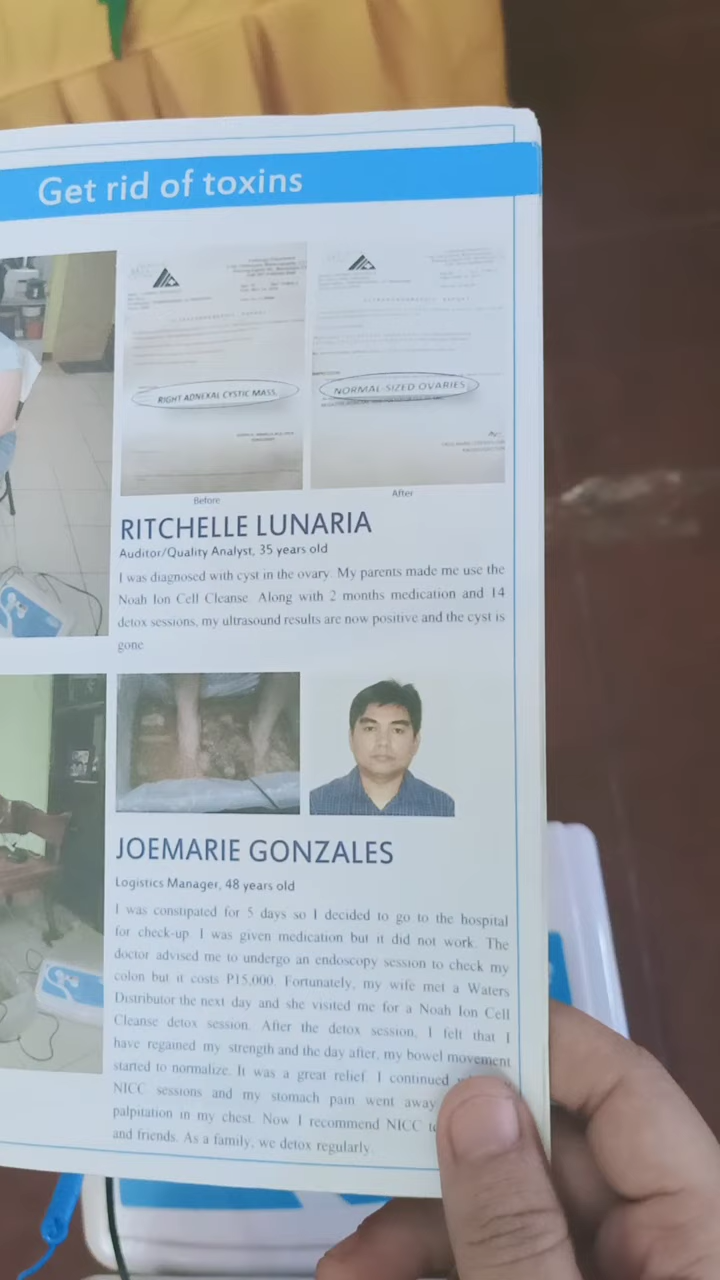 Get rid of toxins
RIGHT ADNEXAL CYSTIC MASS.
NORMAL-SIZED OVARIES
Before
After
RITCHELLE LUNARIA
Auditor/Quality Analyst, 35 years old
I was diagnosed with cyst in the ovary. My parents made me use the
Noah Ion Cell Cleanse. Along with 2 months medication and 14
detox sessions, my ultrasound results are now positive and the cyst is
gone
JOEMARIE GONZALES
Logistics Manager, 48 years old
I was constipated for 5 days so I decided to go to the hospital
for check-up. I was given medication but it did not work. The
doctor advised me to undergo an endoscopy session to check my
colon but it costs P15,000. Fortunately, my wife met a Waters
Distributor the next day and she visited me for a Noah Ion Cell
Cleanse detox session. After the detox session, I felt that I
have regained my strength and the day after, my bowel movement
started to normalize. It was a great relief. I continued
NICC sessions and my stomach pain went away
palpitation in my chest. Now I recommend NICC
and friends. As a family, we detox regularly.